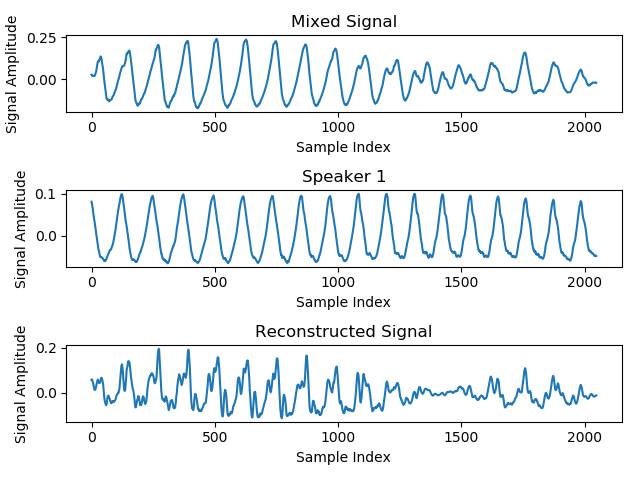 Mixed Signal
Signal Amplitude
0.25
0.00
0
500
1000
1500
2000
Sample Index
Speaker 1
Signal Amplitude
0.1
0.0
0
500
1000
1500
2000
Sample Index
Reconstructed Signal
Signal Amplitude
0.2
0.0
0
500
1000
1500
2000
Sample Index